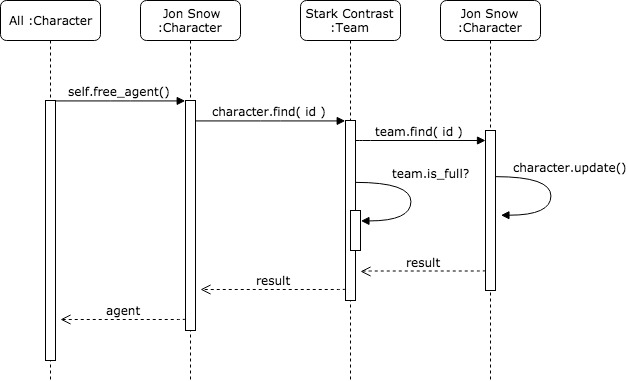 All :Character
Jon Snow
:Character
Stark Contrast
:Team
Jon Snow
:Character
self.free_agent()
character.find( id )
team.find( id )
team.is_full?
character.update()
result
result
agent